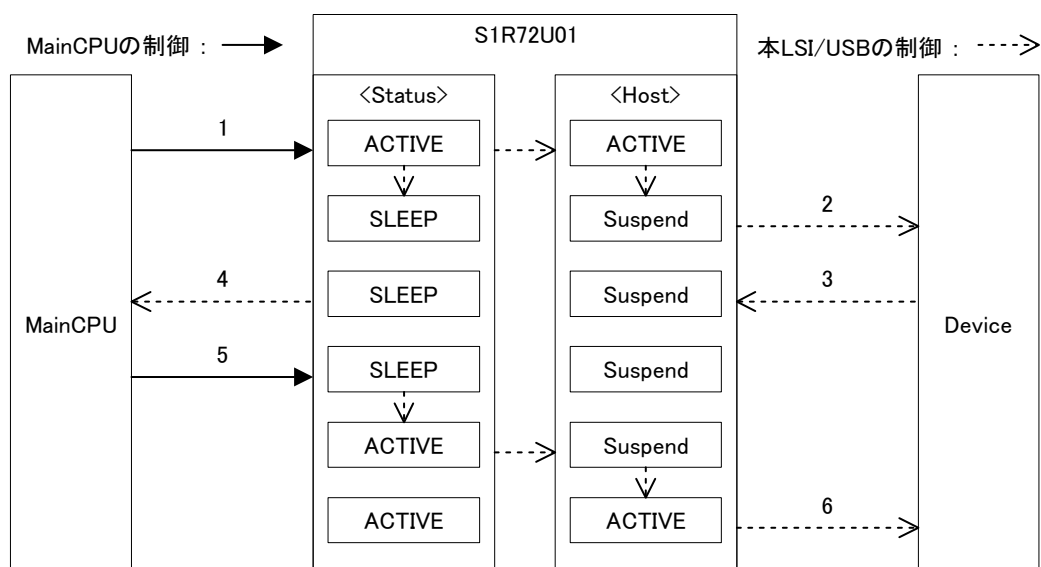 S1R72U01
MainCPUの制御 :
本LSI/USBの制御 :
<Status>
<Host>
1
ACTIVE
ACTIVE
SLEEP
Suspend
2
4
SLEEP
Suspend
3
MainCPU
Device
5
SLEEP
Suspend
ACTIVE
Suspend
ACTIVE
ACTIVE
6